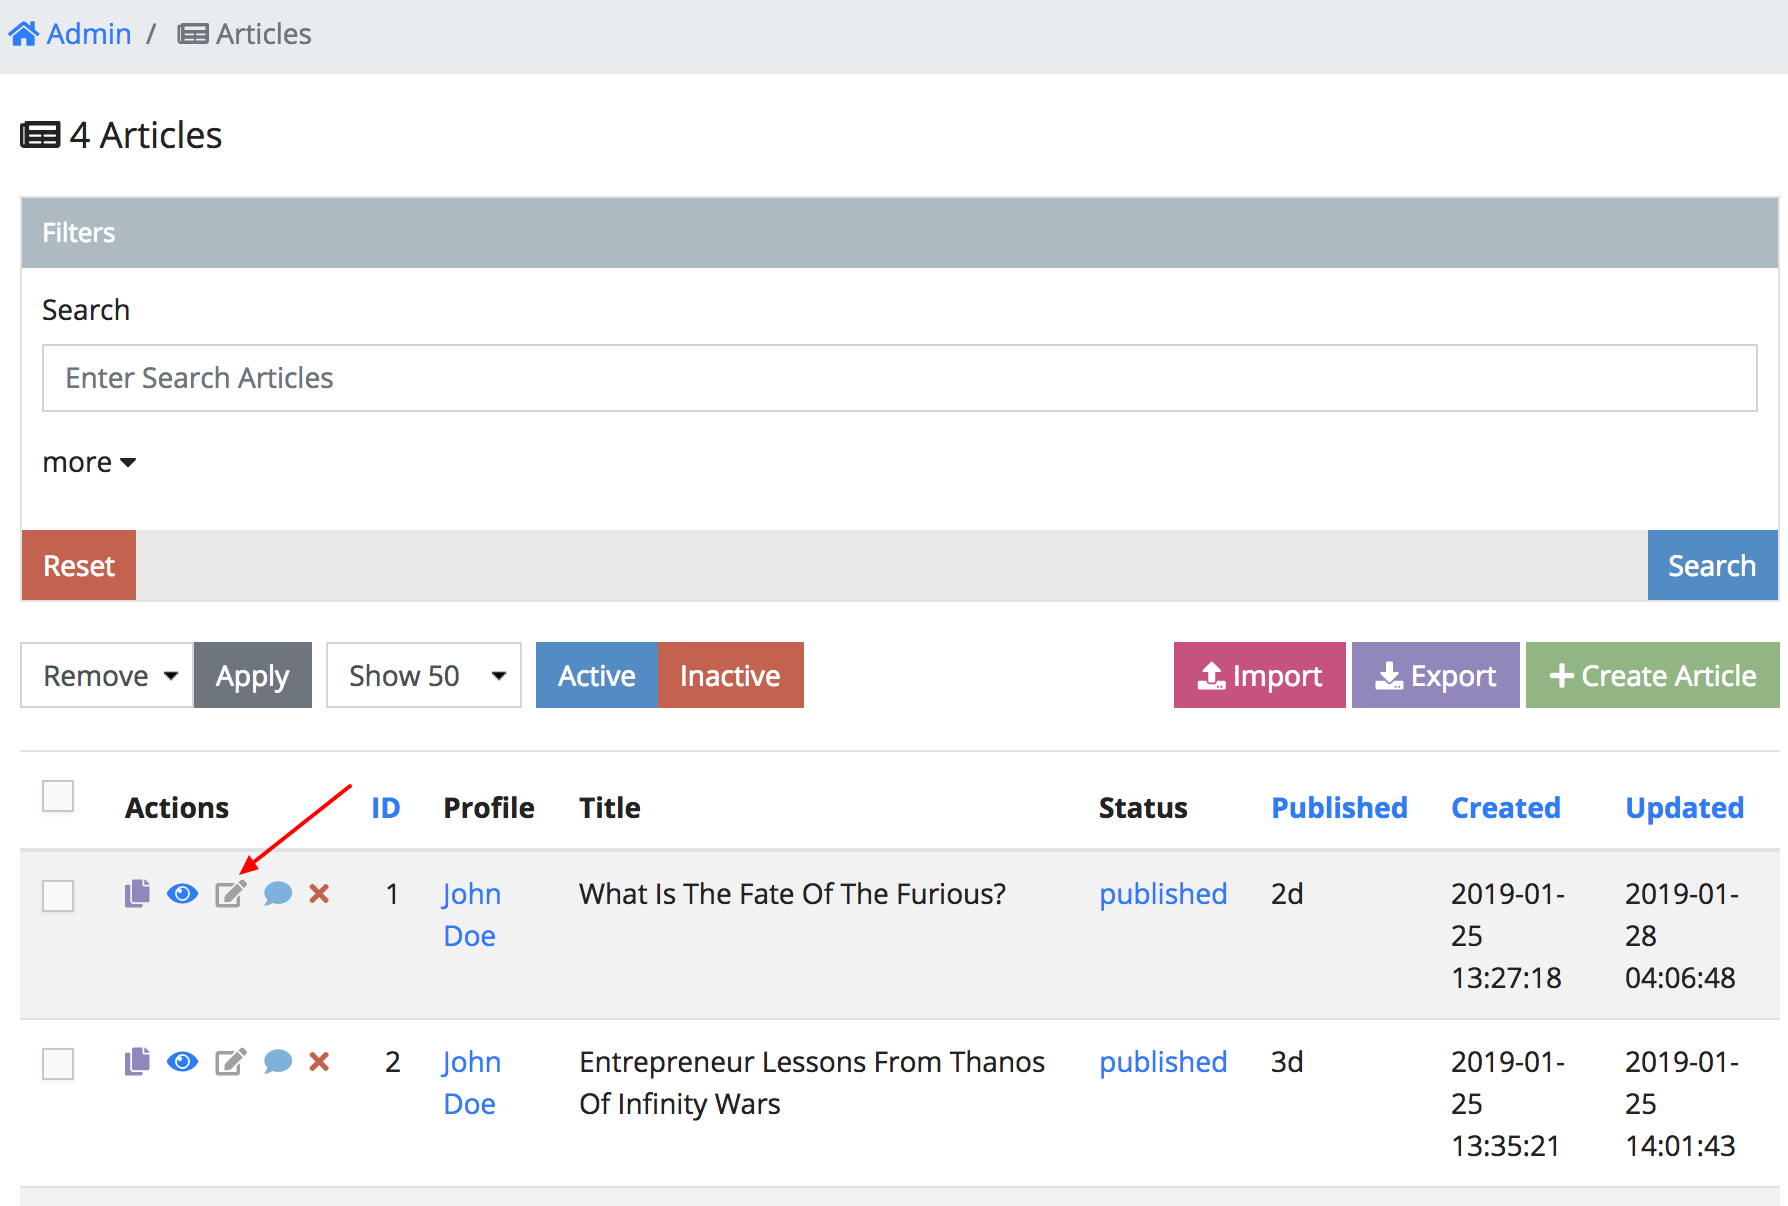 Admin / Articles
4 Articles
Filters
Search
Enter Search Articles
more
Reset
Search
Remove
Apply
Show 50
Active
Inactive
Import
Export
Create Article
Actions ID Profile Title Status Published Created Updated
1 John What Is The Fate Of The Furious? published 2d 2019-01- 2019-01-
Doe 25 28
13:27:18 04:06:48
2 John Entrepreneur Lessons From Thanos published 3d 2019-01- 2019-01-
Doe Of Infinity Wars 25 25
13:35:21 14:01:43